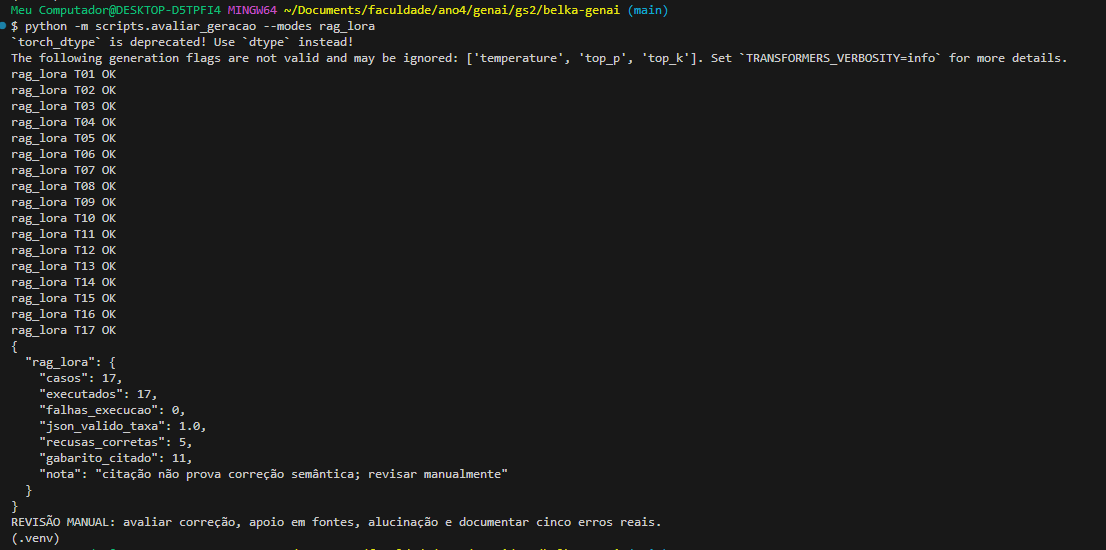 Meu Computador@DESKTOP-D5TPFI4 MINGW64 ~/Documents/faculdade/ano4/genai/gs2/belka-genai (main)
$ python -m scripts.avaliar_geracao --modes rag_lora
`torch_dtype` is deprecated! Use `dtype` instead!
The following generation flags are not valid and may be ignored: ['temperature', 'top_p', 'top_k']. Set `TRANSFORMERS_VERBOSITY=info` for more details.
rag_lora T01 OK
rag_lora T02 OK
rag_lora T03 OK
rag_lora T04 OK
rag_lora T05 OK
rag_lora T06 OK
rag_lora T07 OK
rag_lora T08 OK
rag_lora T09 OK
rag_lora T10 OK
rag_lora T11 OK
rag_lora T12 OK
rag_lora T13 OK
rag_lora T14 OK
rag_lora T15 OK
rag_lora T16 OK
rag_lora T17 OK
{
  "rag_lora": {
    "casos": 17,
    "executados": 17,
    "falhas_execucao": 0,
    "json_valido_taxa": 1.0,
    "recusas_corretas": 5,
    "gabarito_citado": 11,
    "nota": "citação não prova correção semântica; revisar manualmente"
  }
}
REVISÃO MANUAL: avaliar correção, apoio em fontes, alucinação e documentar cinco erros reais.
(.venv)